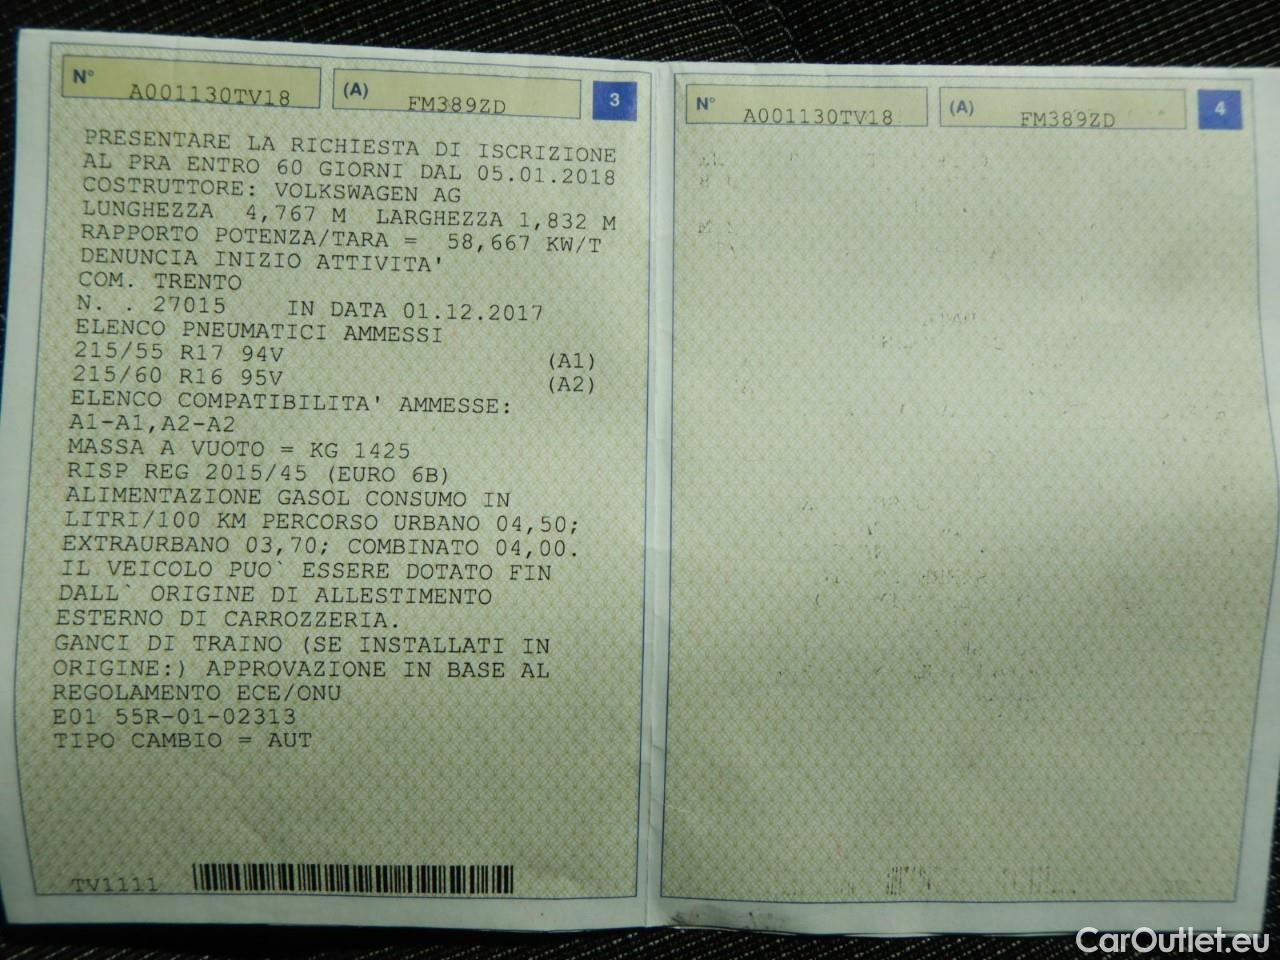 N° A001130TV18 (A) FM389ZD 3
PRESENTARE LA RICHIESTA DI ISCRIZIONE
AL PRA ENTRO 60 GIORNI DAL 05.01.2018
COSTRUTTORE: VOLKSWAGEN AG
LUNGHEZZA 4,767 M LARGHEZZA 1,832 M
RAPPORTO POTENZA/TARA = 58,667 KW/T
DENUNCIA INIZIO ATTIVITA'
COM. TRENTO
N. . 27015 IN DATA 01.12.2017
ELENCO PNEUMATICI AMMESSI
215/55 R17 94V (A1)
215/60 R16 95V (A2)
ELENCO COMPATIBILITA' AMMESSE:
A1-A1,A2-A2
MASSA A VUOTO = KG 1425
RISP REG 2015/45 (EURO 6B)
ALIMENTAZIONE GASOL CONSUMO IN
LITRI/100 KM PERCORSO URBANO 04,50;
EXTRAURBANO 03,70; COMBINATO 04,00.
IL VEICOLO PUO` ESSERE DOTATO FIN
DALL` ORIGINE DI ALLESTIMENTO
ESTERNO DI CARROZZERIA.
GANCI DI TRAINO (SE INSTALLATI IN
ORIGINE:) APPROVAZIONE IN BASE AL
REGOLAMENTO ECE/ONU
E01 55R-01-02313
TIPO CAMBIO = AUT
TV1111
N° A001130TV18 (A) FM389ZD 4
CarOutlet.eu